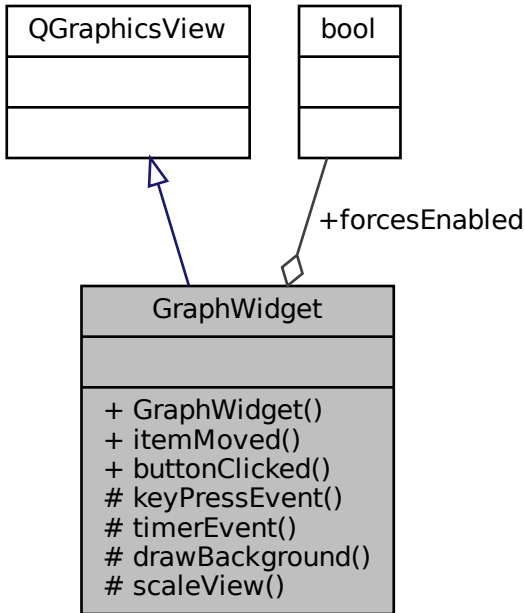 QGraphicsView
bool
+forcesEnabled
GraphWidget
+ GraphWidget()
+ itemMoved()
+ buttonClicked()
# keyPressEvent()
# timerEvent()
# drawBackground()
# scaleView()